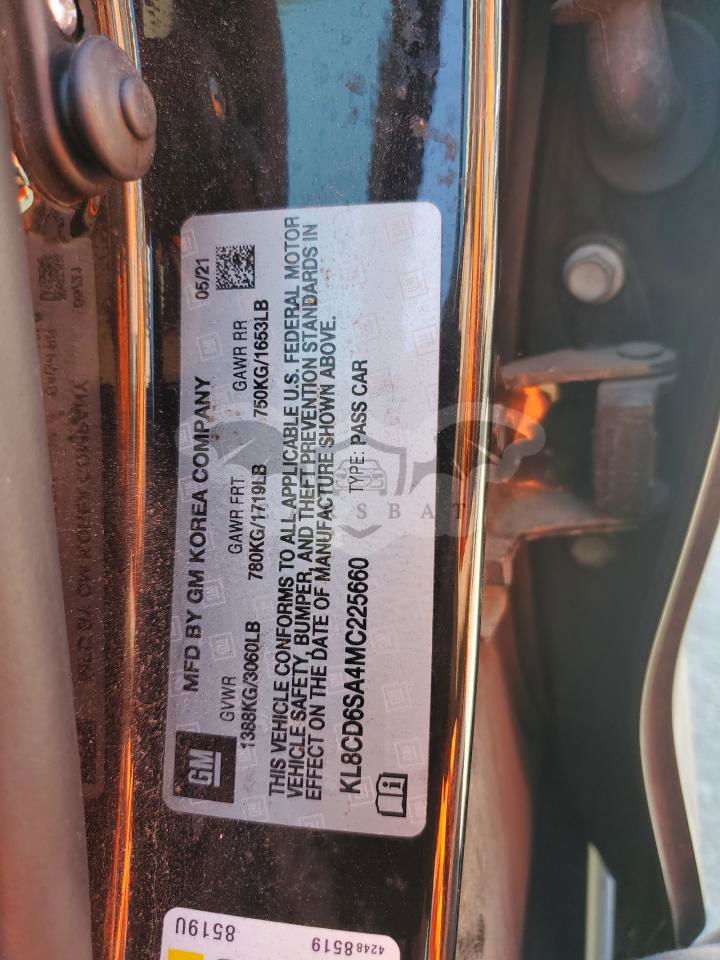 MFD BY GM KOREA COMPANY 05/21
GM
GVWR GAWR FRT GAWR RR
1388KG/3060LB 780KG/1719LB 750KG/1653LB
THIS VEHICLE CONFORMS TO ALL APPLICABLE U.S. FEDERAL MOTOR
VEHICLE SAFETY, BUMPER, AND THEFT PREVENTION STANDARDS IN
EFFECT ON THE DATE OF MANUFACTURE SHOWN ABOVE.
KL8CD6SA4MC225660 TYPE: PASS CAR
8519U
42488519